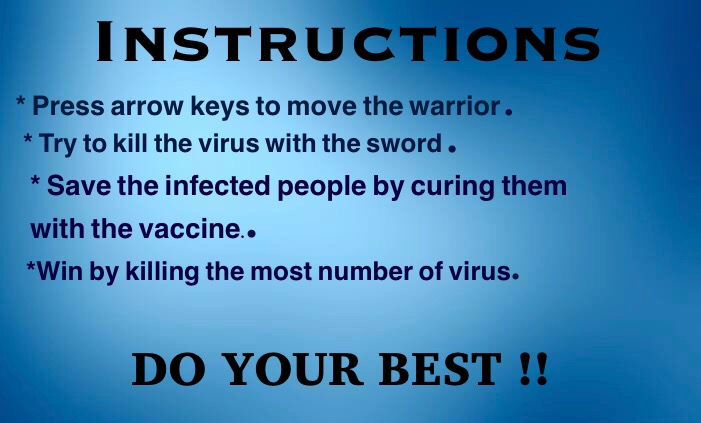 INSTRUCTIONS
* Press arrow keys to move the warrior.
* Try to kill the virus with the sword.
* Save the infected people by curing them
with the vaccine..
*Win by killing the most number of virus.
DO YOUR BEST !!